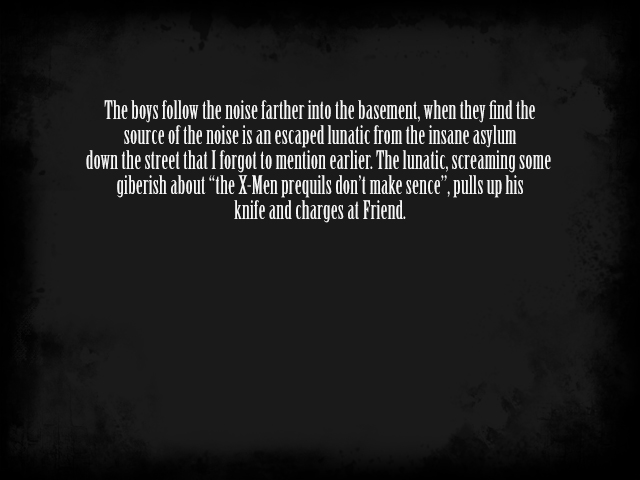 The boys follow the noise farther into the basement, when they find the
source of the noise is an escaped lunatic from the insane asylum
down the street that I forgot to mention earlier. The lunatic, screaming some
giberish about “the X-Men prequils don’t make sence”, pulls up his
knife and charges at Friend.